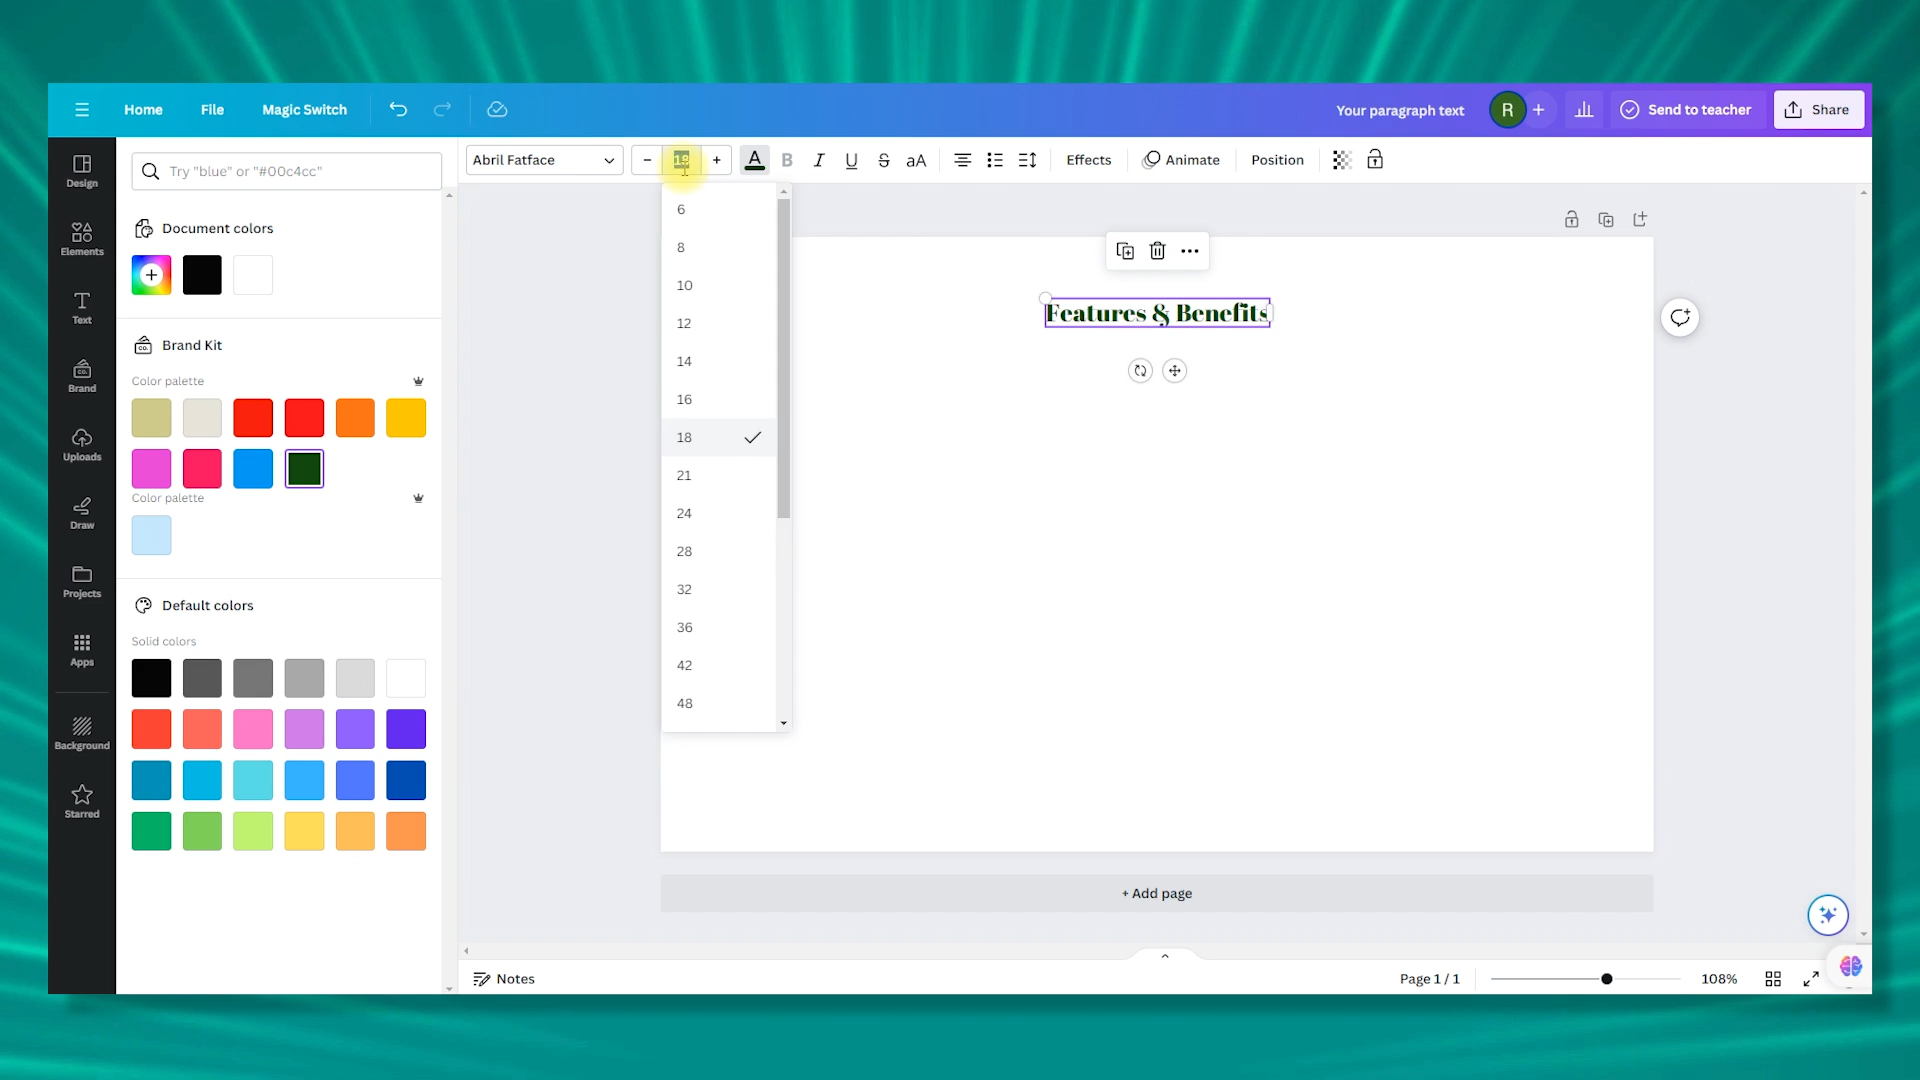 Home File Magic Switch
Your paragraph text R + Send to teacher Share
Design
Elements
Text
Brand
Uploads
Draw
Projects
Apps
Background
Starred
Try "blue" or "#00c4cc"
Document colors
Brand Kit
Color palette
Color palette
Default colors
Solid colors
Abril Fatface - 18 + A B I U S aA Effects Animate Position
6
8
10
12
14
16
18
21
24
28
32
36
42
48
Features & Benefits
+ Add page
Notes Page 1 / 1 108%